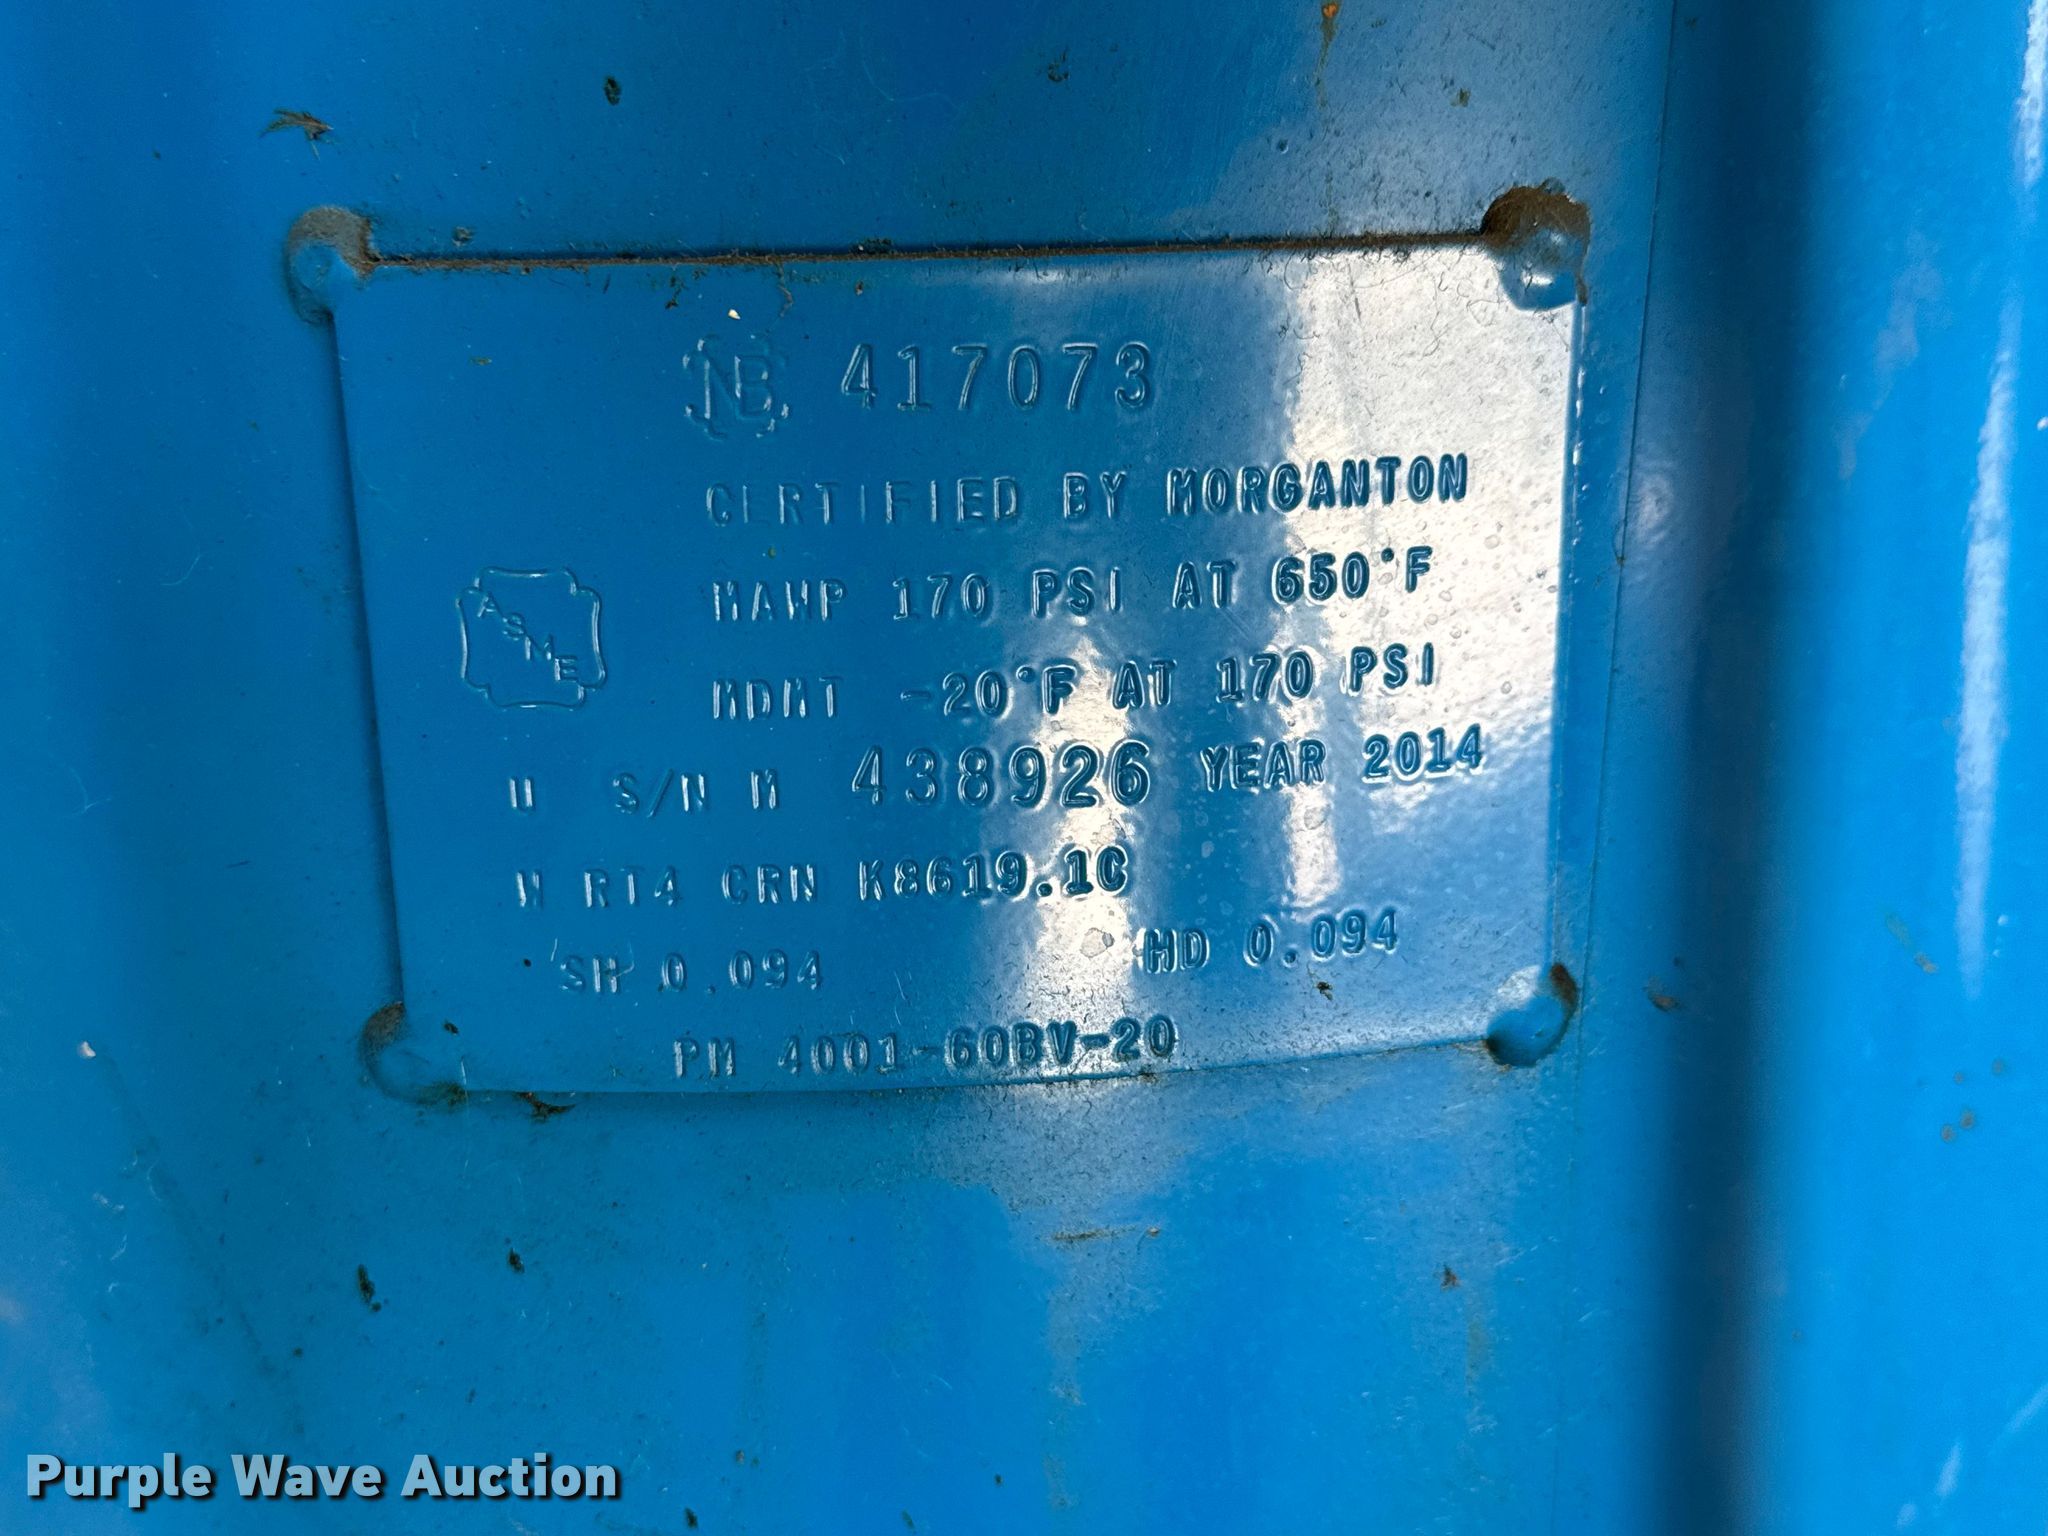 NB 417073
CERTIFIED BY MORGANTON
MAWP 170 PSI AT 650°F
ASME
MDMT -20°F AT 170 PSI
U S/N M 438926 YEAR 2014
W RT4 CRN K8619.1C
SH 0.094 HD 0.094
PN 4001-60BV-20
Purple Wave Auction